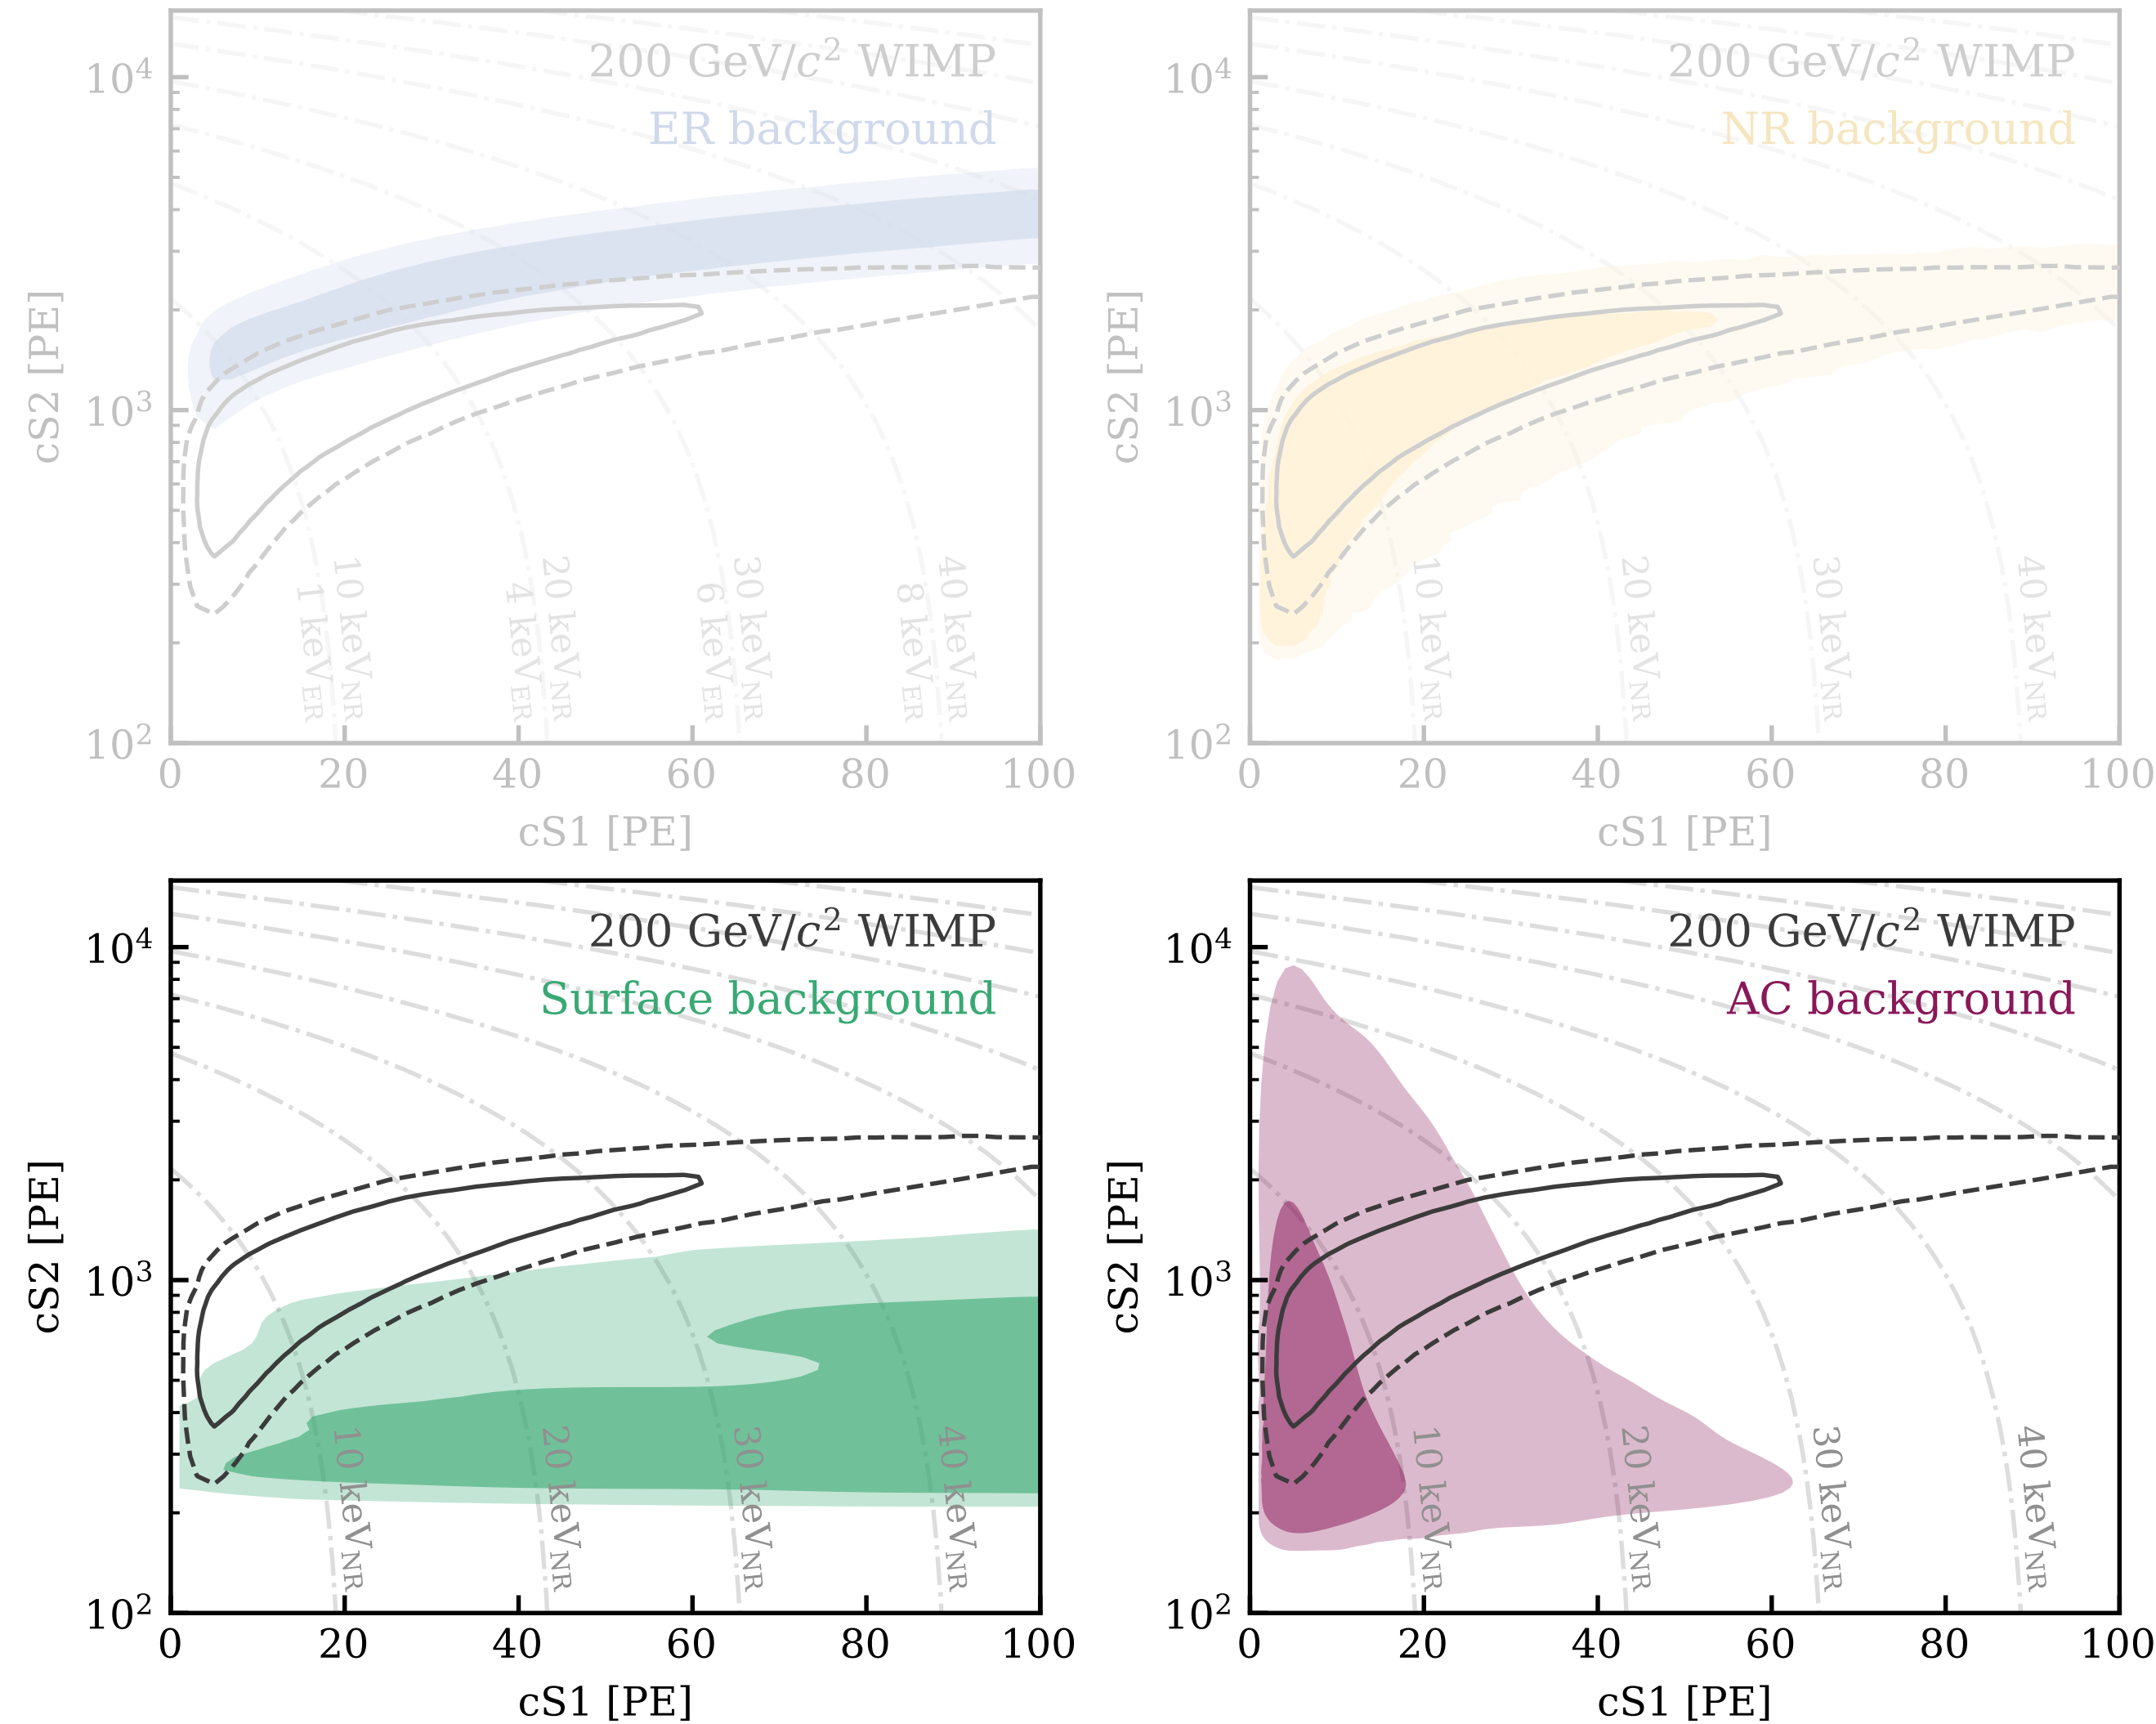 200 GeV/c² WIMP
ER background
10⁴
10³
10²
cS2 [PE]
1 keV_ER
10 keV_NR
4 keV_ER
20 keV_NR
6 keV_ER
30 keV_NR
8 keV_ER
40 keV_NR
0 20 40 60 80 100
cS1 [PE]
200 GeV/c² WIMP
NR background
10⁴
10³
10²
cS2 [PE]
10 keV_NR
20 keV_NR
30 keV_NR
40 keV_NR
0 20 40 60 80 100
cS1 [PE]
200 GeV/c² WIMP
Surface background
10⁴
10³
10²
cS2 [PE]
10 keV_NR
20 keV_NR
30 keV_NR
40 keV_NR
0 20 40 60 80 100
cS1 [PE]
200 GeV/c² WIMP
AC background
10⁴
10³
10²
cS2 [PE]
10 keV_NR
20 keV_NR
30 keV_NR
40 keV_NR
0 20 40 60 80 100
cS1 [PE]